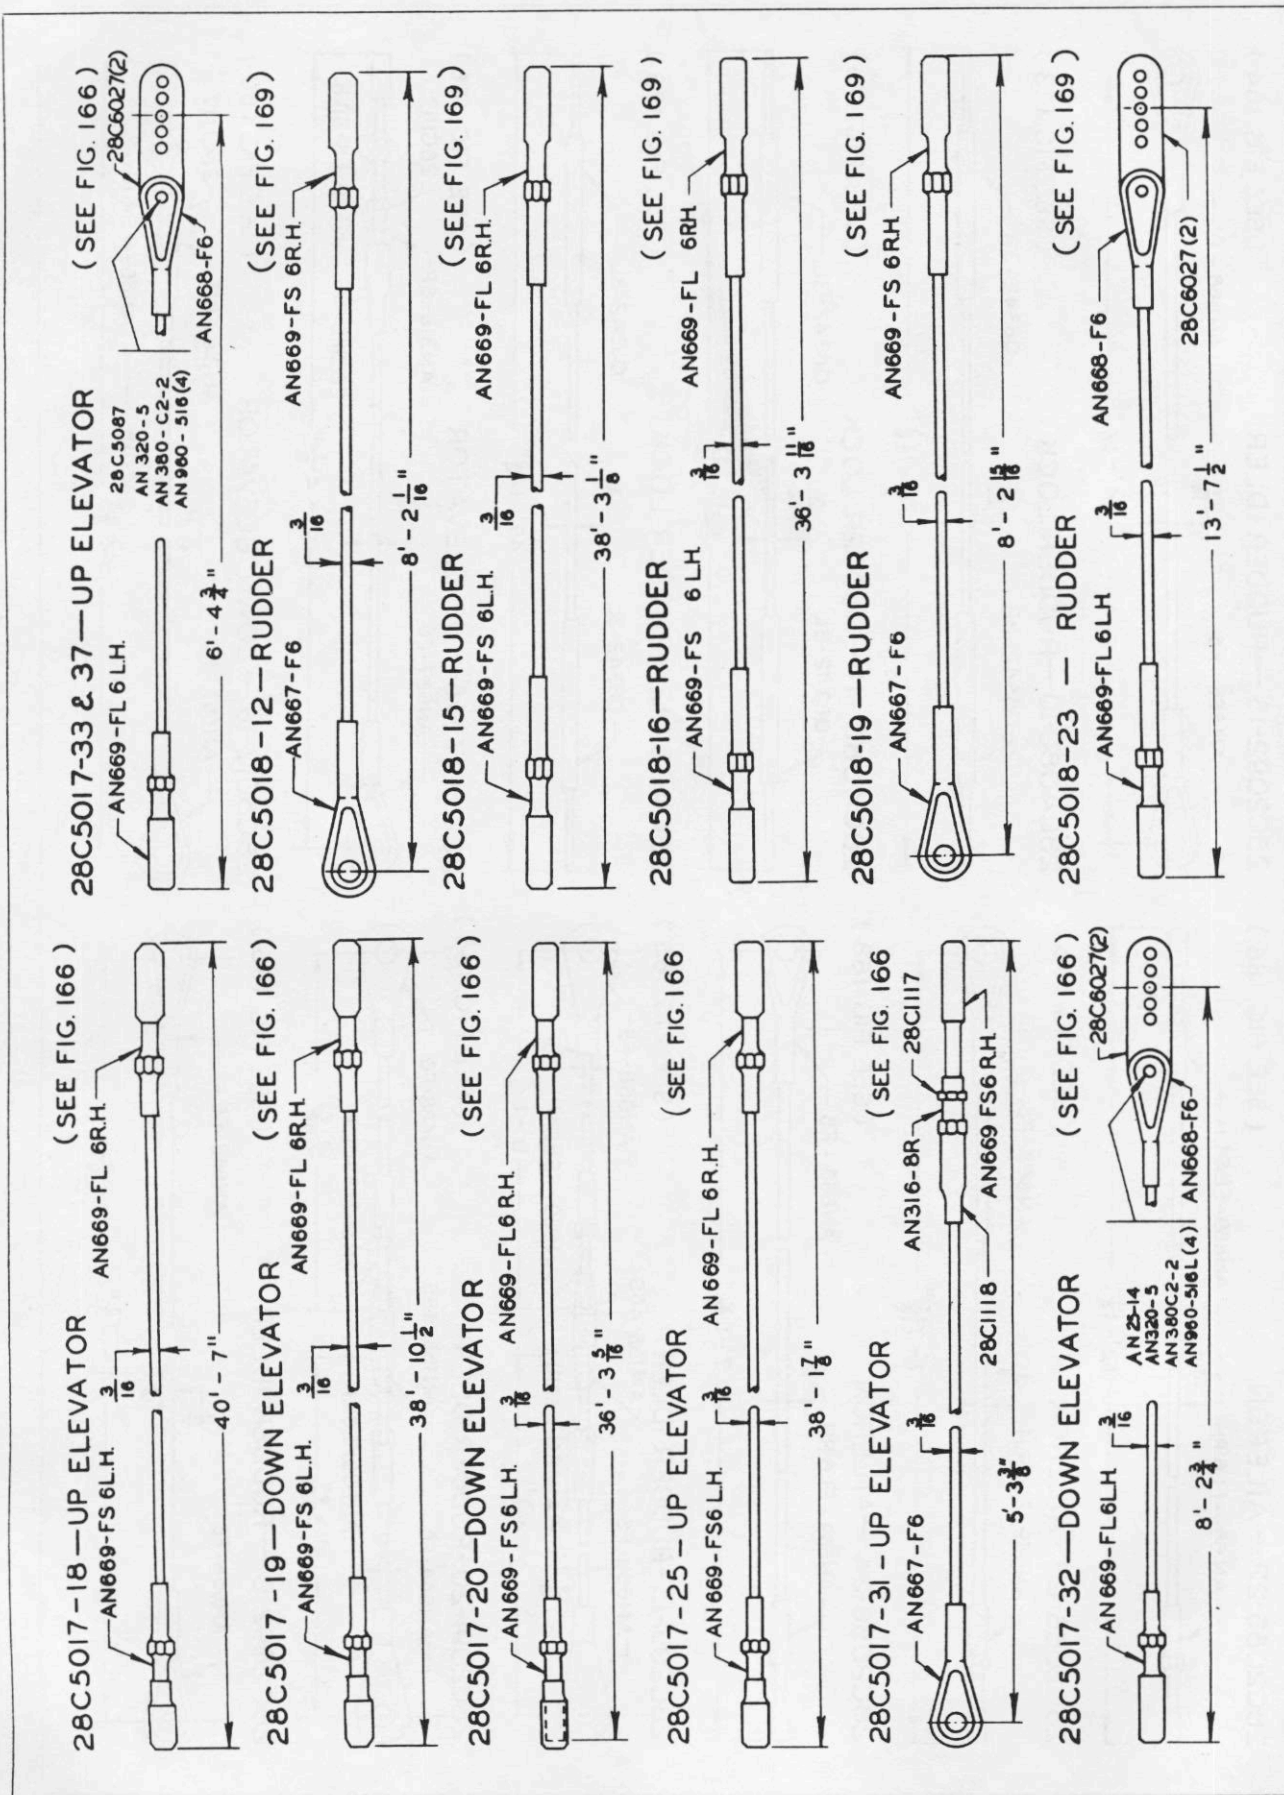 28C5017-18—UP ELEVATOR (SEE FIG. 166)
AN669-FS 6L.H. 3/16 AN669-FL 6R.H.
40'-7"
28C5017-19—DOWN ELEVATOR (SEE FIG. 166)
AN669-FS 6L.H. 3/16 AN669-FL 6R.H.
38'-10 1/2"
28C5017-20—DOWN ELEVATOR (SEE FIG. 166)
AN669-FS6 L.H. 3/16 AN669-FL6 R.H.
36'-3 5/16"
28C5017-25—UP ELEVATOR (SEE FIG. 166
AN669-FS6 L.H. 3/16 AN669-FL 6R.H.
38'-1 7/8"
28C5017-31-UP ELEVATOR (SEE FIG. 166
AN667-F6 3/16 AN316-8R 28C1117
28C1118 AN669 FS6 R.H.
5'-3 3/8"
28C5017-32—DOWN ELEVATOR (SEE FIG. 166)
AN669-FL6L.H. 3/16 28C6027(2)
AN25-14
AN320-5
AN380C2-2
AN960-516L(4) AN668-F6
8'-2 3/4"
28C5017-33 & 37—UP ELEVATOR (SEE FIG. 166)
AN669-FL 6 L.H. 28C6027(2)
28C5087
AN 320-5
AN 380-C2-2
AN 960-516(4) AN668-F6
6'-4 3/4"
28C5018-12—RUDDER (SEE FIG. 169)
AN667-F6 3/16 AN669-FS 6R.H.
8'-2 1/16"
28C5018-15—RUDDER (SEE FIG. 169)
AN669-FS 6L.H. 3/16 AN669-FL 6R.H.
38'-3 1/8"
28C5018-16—RUDDER (SEE FIG. 169)
AN669-FS 6 L.H. 3/16 AN669-FL 6R.H.
36'-3 11/16"
28C5018-19—RUDDER (SEE FIG. 169)
AN667-F6 3/16 AN669-FS 6R.H.
8'-2 15/16"
28C5018-23 — RUDDER (SEE FIG. 169)
AN669-FL6 L.H. 3/16 AN668-F6
28C6027(2)
13'-7 1/2"